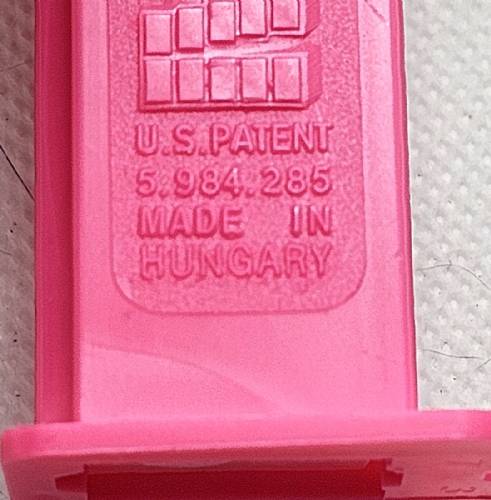 U.S.PATENT
5.984.285
MADE IN
HUNGARY